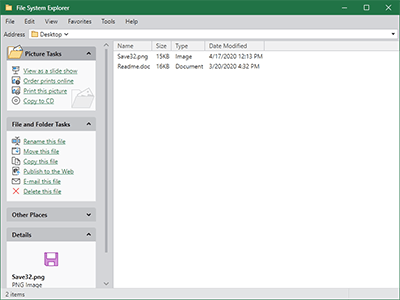 File System Explorer
File Edit View Favorites Tools Help
Address Desktop
Picture Tasks
View as a slide show
Order prints online
Print this picture
Copy to CD
File and Folder Tasks
Rename this file
Move this file
Copy this file
Publish to the Web
E-mail this file
Delete this file
Other Places
Details
Save32.png
PNG Image
Name Size Type Date Modified
Save32.png 15KB Image 4/17/2020 12:13 PM
Readme.doc 16KB Document 3/20/2020 4:32 PM
2 items